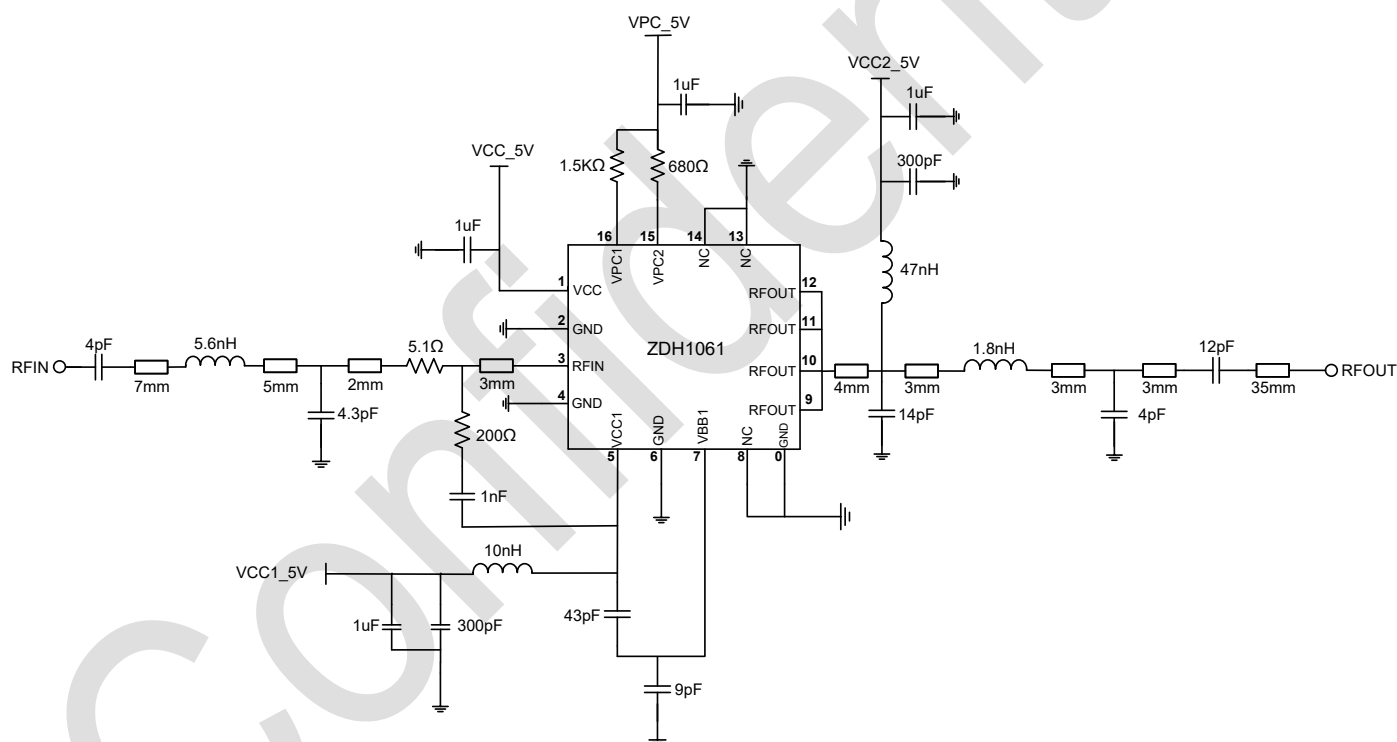 VPC_5V
1uF
1.5KΩ
680Ω
VCC2_5V
1uF
300pF
47nH
VCC_5V
1uF
16
15
14
13
VPC1
VPC2
NC
NC
1
VCC
2
GND
3
RFIN
4
GND
ZDH1061
RFOUT
12
RFOUT
11
RFOUT
10
RFOUT
9
VCC1
GND
VBB1
NC
GND
5
6
7
8
0
RFIN
4pF
7mm
5.6nH
5mm
4.3pF
2mm
5.1Ω
3mm
200Ω
1nF
4mm
14pF
3mm
1.8nH
3mm
4pF
3mm
12pF
35mm
RFOUT
VCC1_5V
10nH
1uF
300pF
43pF
9pF
Confident